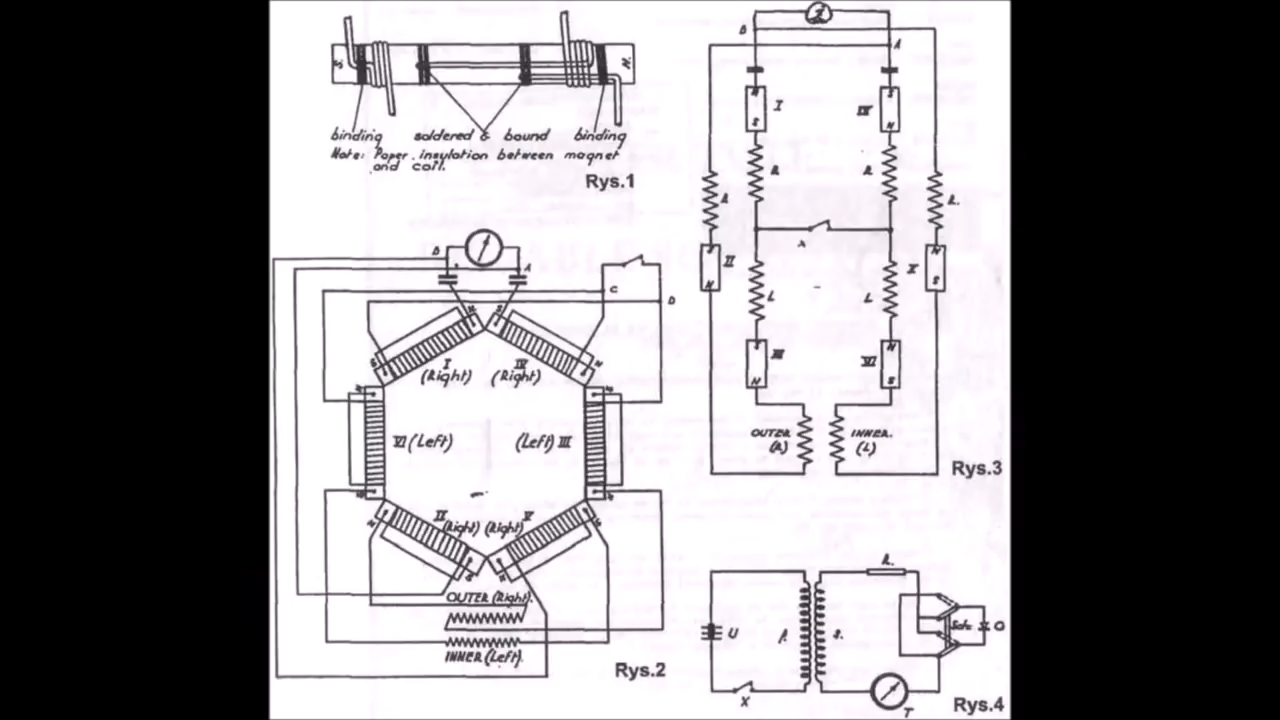 S. N.
binding soldered & bound binding
Note: Paper insulation between magnet
and coil.
Rys.1
B
A
C
D
N S
S N
I IV
(Right) (Right)
VI (Left) (Left) III
II V
(Right) (Right)
N S
S N
OUTER (Right).
INNER (Left).
Rys.2
B
A
N S
I IV
S N
R R
R R.
X
S N
II V
N S
L L
S N
III VI
N S
OUTER INNER.
(R) (L)
Rys.3
R.
U P. S.
X
T
Rys.4